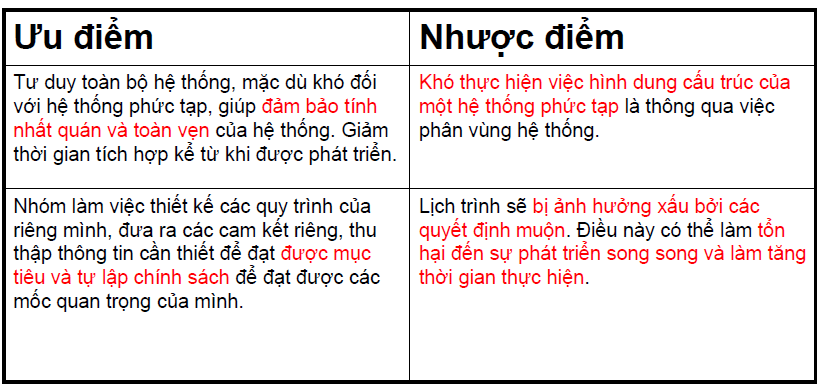 Ưu điểm
Nhược điểm
Tư duy toàn bộ hệ thống, mặc dù khó đối
với hệ thống phức tạp, giúp đảm bảo tính
nhất quán và toàn vẹn của hệ thống. Giảm
thời gian tích hợp kể từ khi được phát triển.
Khó thực hiện việc hình dung cấu trúc của
một hệ thống phức tạp là thông qua việc
phân vùng hệ thống.
Nhóm làm việc thiết kế các quy trình của
riêng mình, đưa ra các cam kết riêng, thu
thập thông tin cần thiết để đạt được mục
tiêu và tự lập chính sách để đạt được các
mốc quan trọng của mình.
Lịch trình sẽ bị ảnh hưởng xấu bởi các
quyết định muộn. Điều này có thể làm tổn
hại đến sự phát triển song song và làm tăng
thời gian thực hiện.